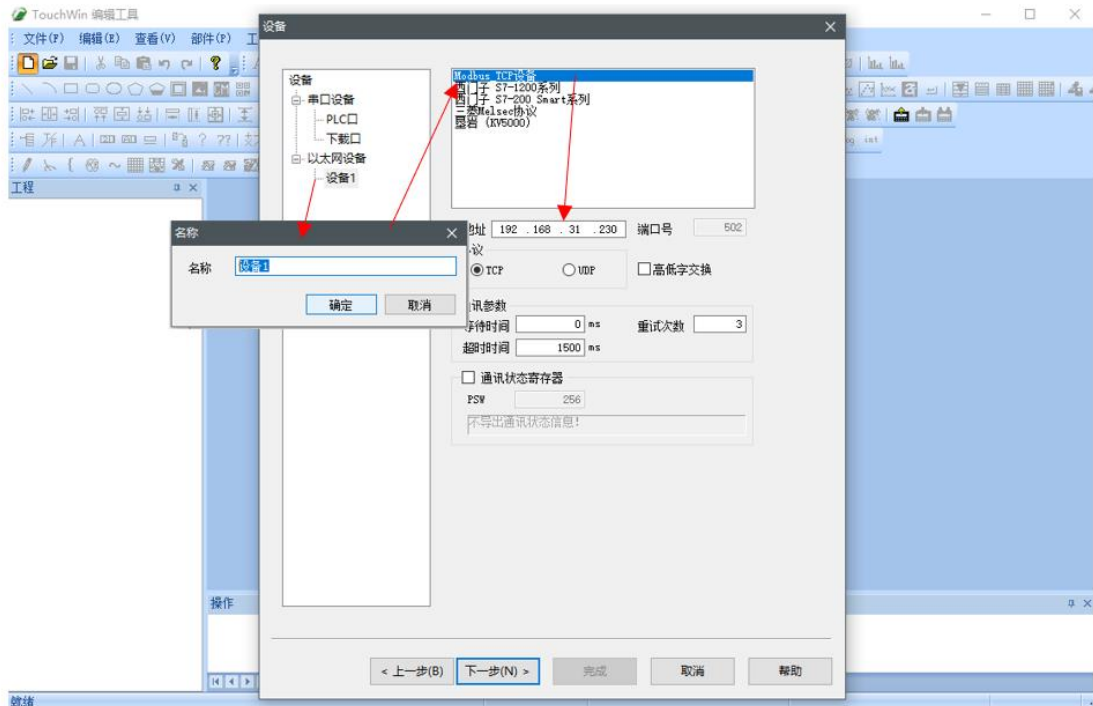 TouchWin 编辑工具
文件(F) 编辑(E) 查看(V) 部件(P) 工
设备
设备
串口设备
PLC口
下载口
以太网设备
设备1
Modbus TCP设备
西门子 S7-1200系列
西门子 S7-200 Smart系列
三菱Melsec协议
(KV5000)
工程
名称
名称 设备1
确定 取消
地址 192 .168 .31 .230 端口号 502
议
TCP UDP 高低字交换
通讯参数
等待时间 0 ms 重试次数 3
超时时间 1500 ms
通讯状态寄存器
PSW 256
不导出通讯状态信息!
操作
< 上一步(B) 下一步(N) > 完成 取消 帮助
就绪